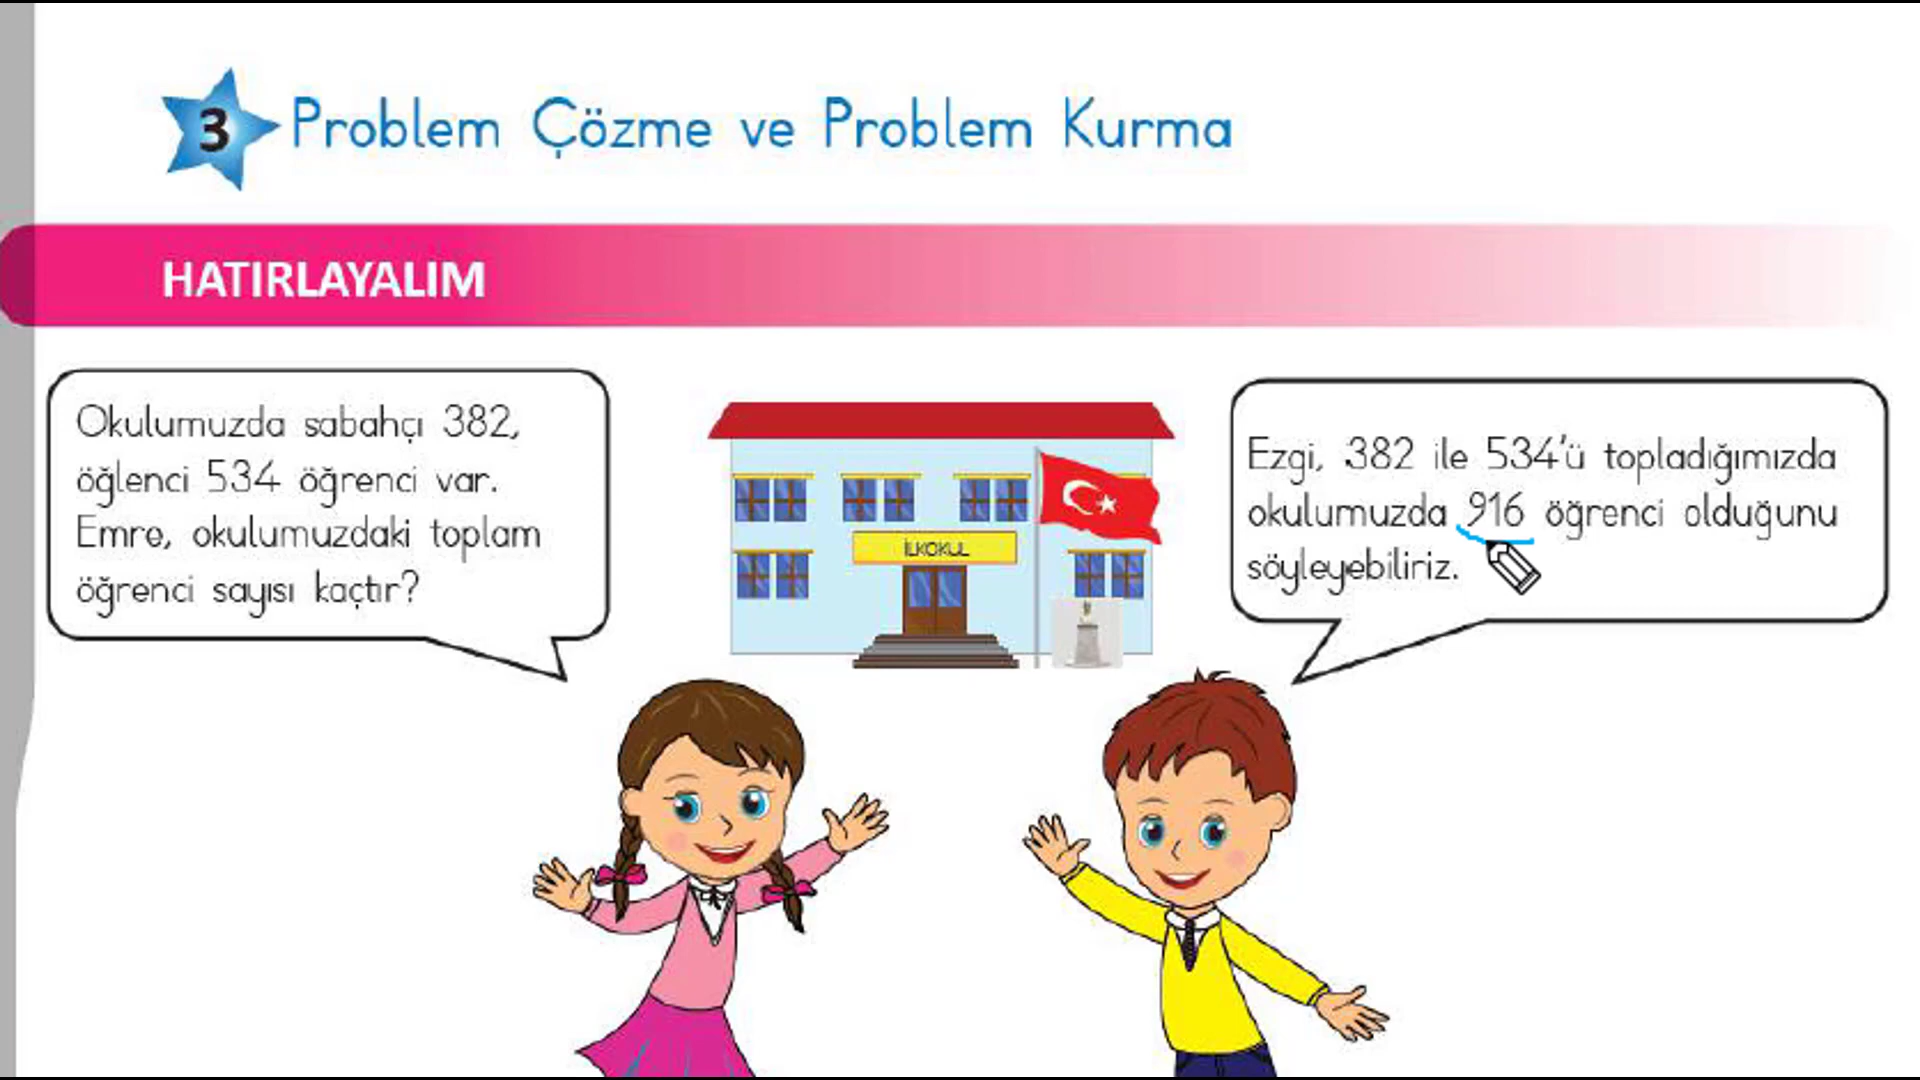 3 Problem Çözme ve Problem Kurma
HATIRLAYALIM
Okulumuzda sabahçı 382,
öğlenci 534 öğrenci var.
Emre, okulumuzdaki toplam
öğrenci sayısı kaçtır?
İLKOKUL
Ezgi, 382 ile 534'ü topladığımızda
okulumuzda 916 öğrenci olduğunu
söyleyebiliriz.